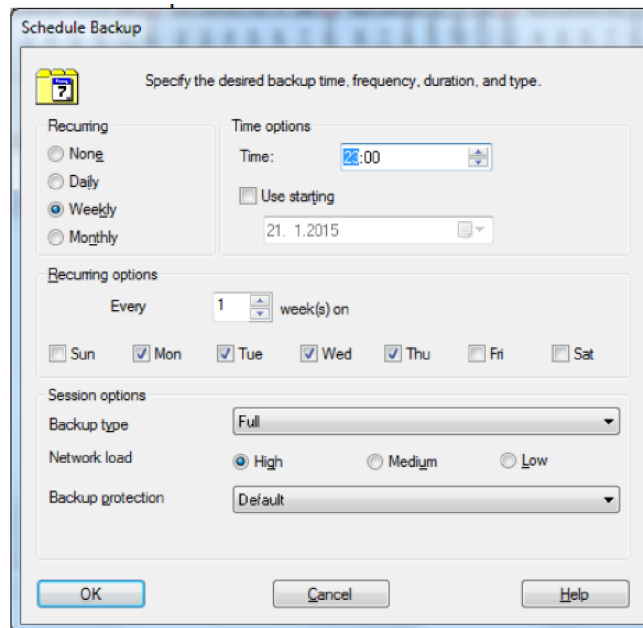 Schedule Backup
Specify the desired backup time, frequency, duration, and type.
Recurring
None
Daily
Weekly
Monthly
Time options
Time: 23:00
Use starting
21. 1.2015
Recurring options
Every 1 week(s) on
Sun Mon Tue Wed Thu Fri Sat
Session options
Backup type Full
Network load High Medium Low
Backup protection Default
OK Cancel Help